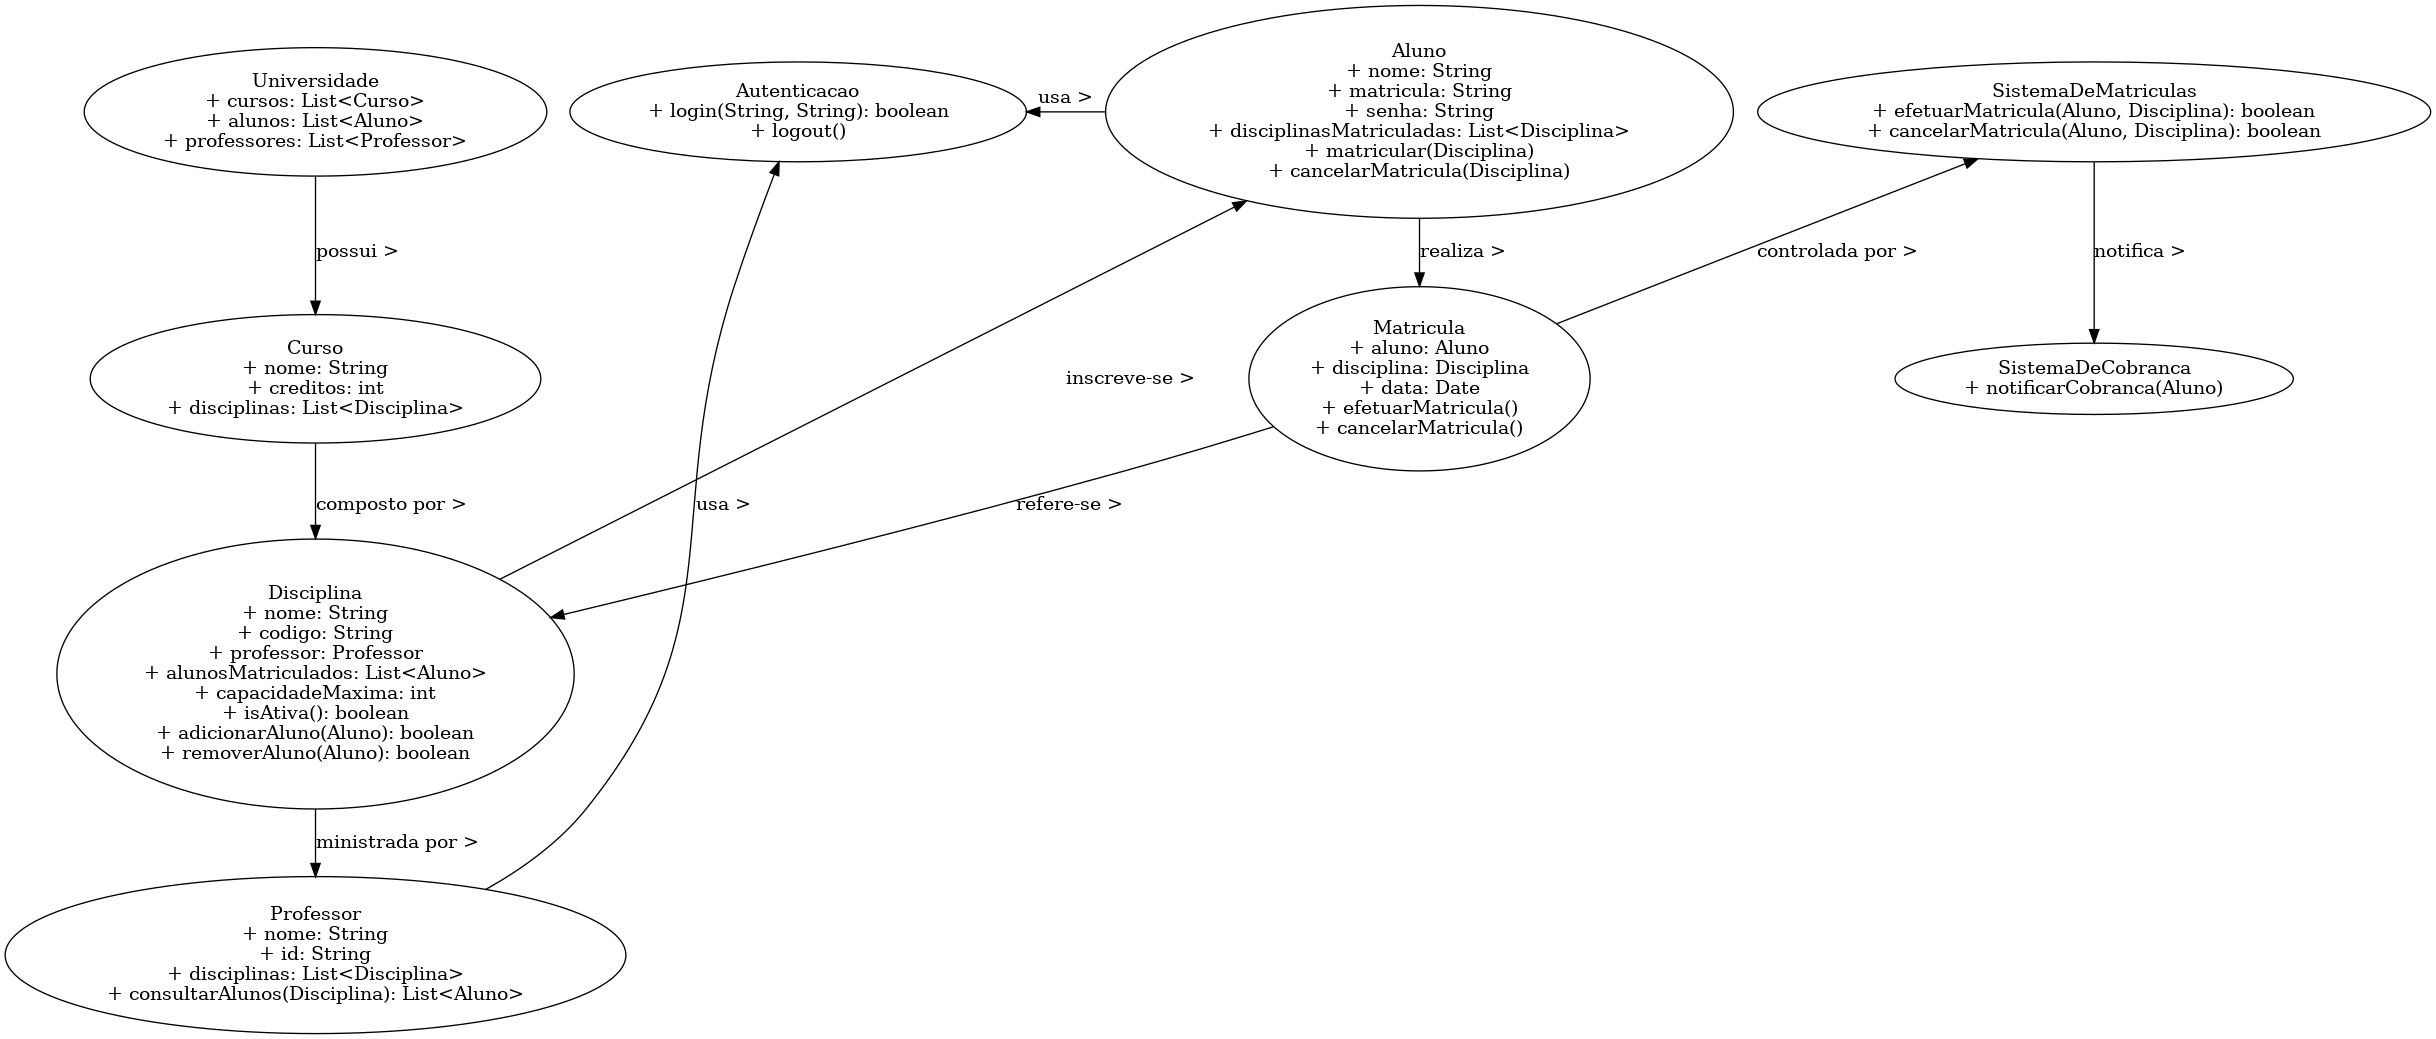 Universidade
+ cursos: List<Curso>
+ alunos: List<Aluno>
+ professores: List<Professor>
Autenticacao
+ login(String, String): boolean
+ logout()
usa >
Aluno
+ nome: String
+ matricula: String
+ senha: String
+ disciplinasMatriculadas: List<Disciplina>
+ matricular(Disciplina)
+ cancelarMatricula(Disciplina)
SistemaDeMatriculas
+ efetuarMatricula(Aluno, Disciplina): boolean
+ cancelarMatricula(Aluno, Disciplina): boolean
possui >
realiza >
controlada por >
notifica >
Curso
+ nome: String
+ creditos: int
+ disciplinas: List<Disciplina>
inscreve-se >
Matricula
+ aluno: Aluno
+ disciplina: Disciplina
+ data: Date
+ efetuarMatricula()
+ cancelarMatricula()
SistemaDeCobranca
+ notificarCobranca(Aluno)
composto por >
usa >
refere-se >
Disciplina
+ nome: String
+ codigo: String
+ professor: Professor
+ alunosMatriculados: List<Aluno>
+ capacidadeMaxima: int
+ isAtiva(): boolean
+ adicionarAluno(Aluno): boolean
+ removerAluno(Aluno): boolean
ministrada por >
Professor
+ nome: String
+ id: String
+ disciplinas: List<Disciplina>
+ consultarAlunos(Disciplina): List<Aluno>